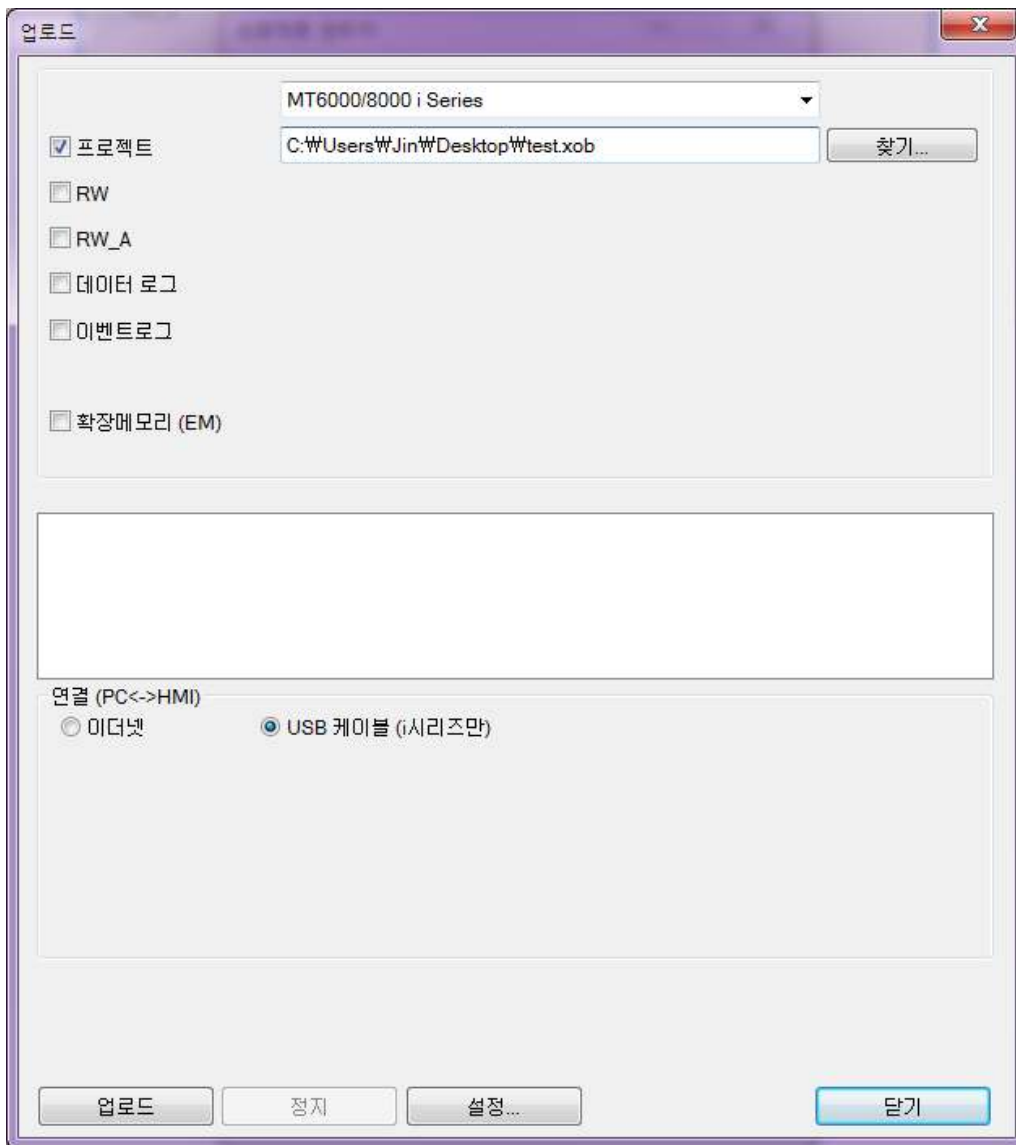 업로드
MT6000/8000 i Series
프로젝트
C:₩Users₩Jin₩Desktop₩test.xob
찾기...
RW
RW_A
데이터 로그
이벤트로그
확장메모리 (EM)
연결 (PC<->HMI)
이더넷
USB 케이블 (i시리즈만)
업로드
정지
설정...
닫기